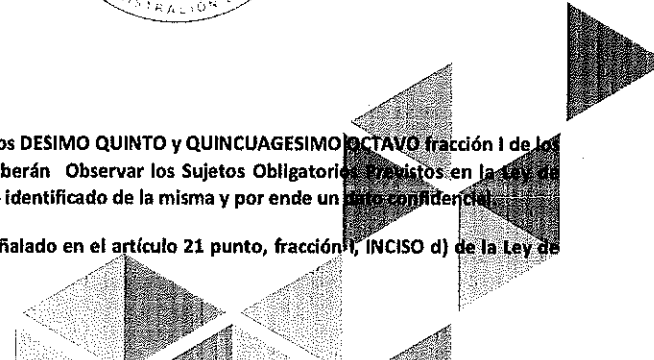 STRACIÓN
os DESIMO QUINTO y QUINCUAGESIMO OCTAVO fracción I de los
berán Observar los Sujetos Obligatorios Previstos en la Ley de
identificado de la misma y por ende un dato confidencial.
ñalado en el artículo 21 punto, fracción I, INCISO d) de la Ley de